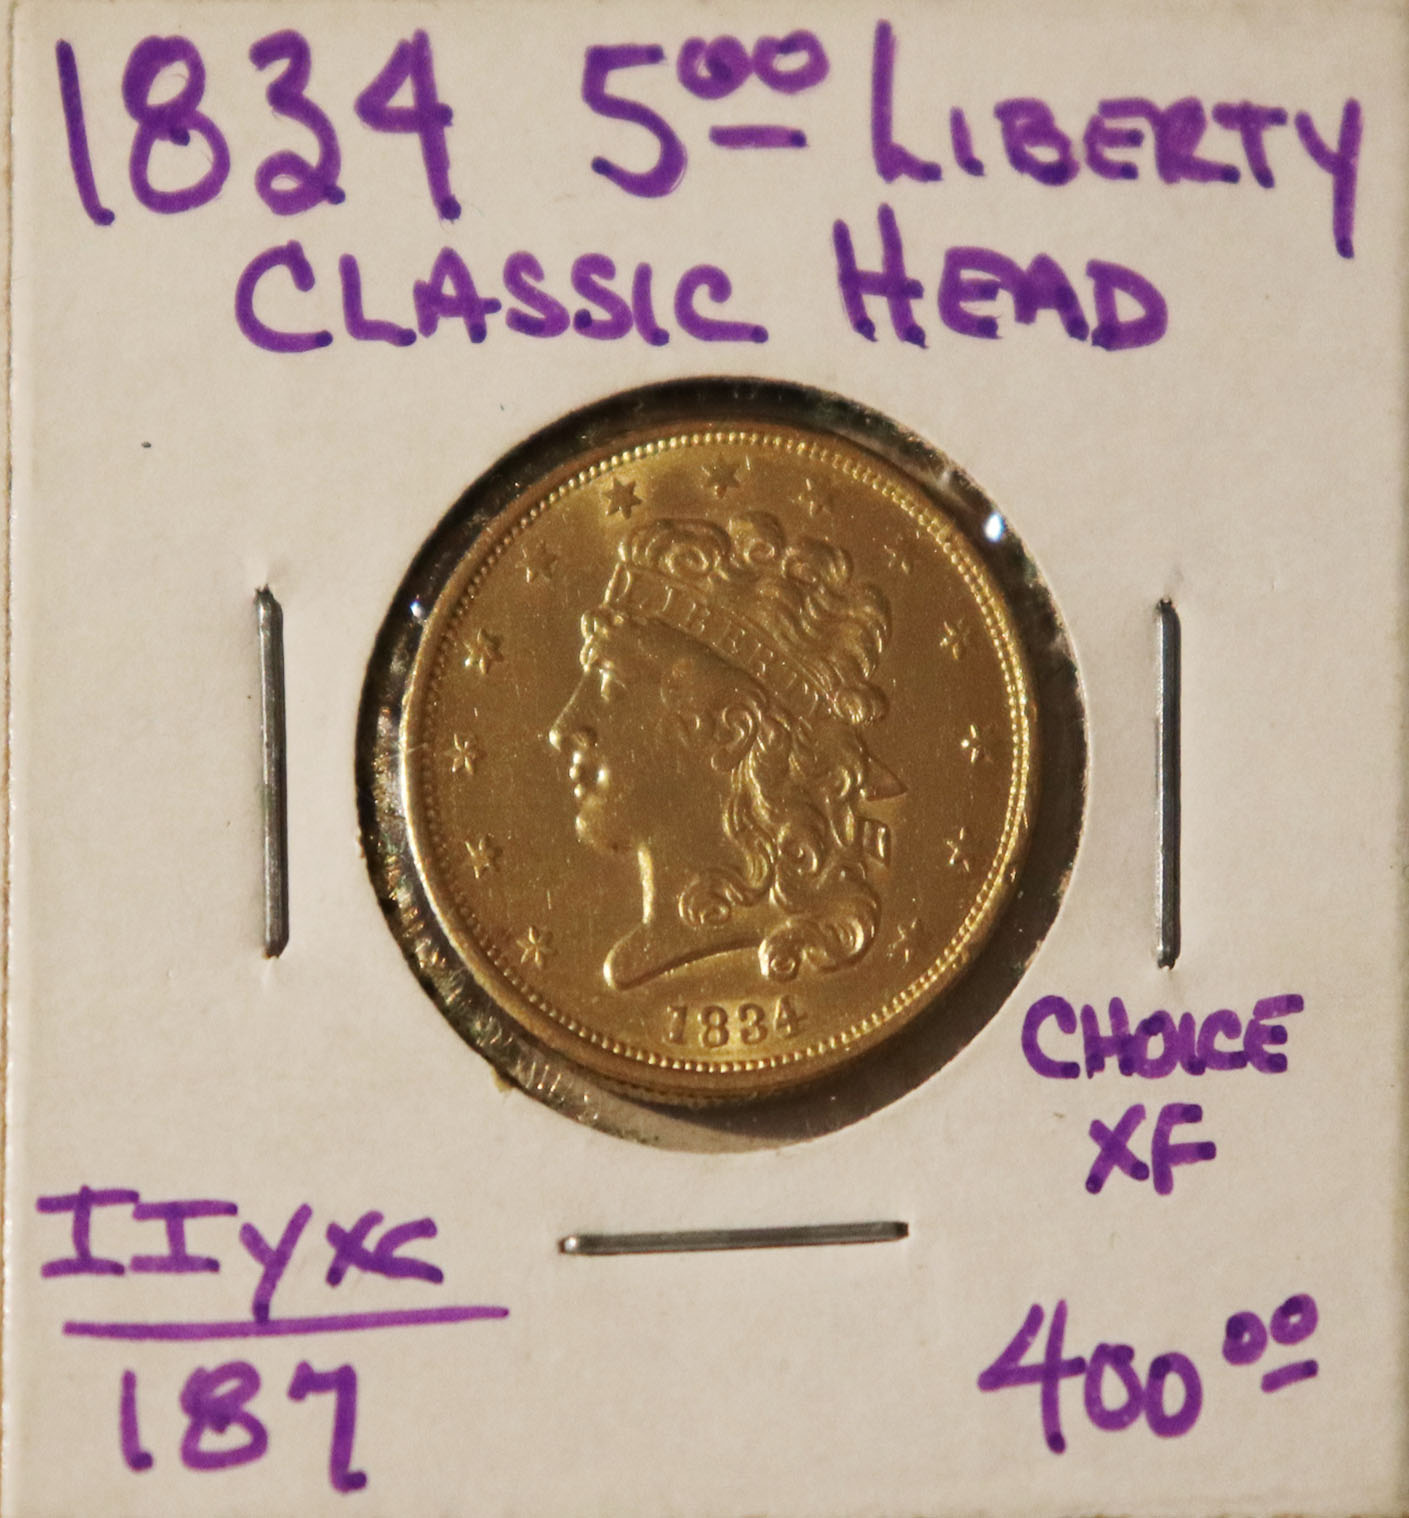 1834 5⁰⁰ LIBERTY
CLASSIC HEAD
LIBERTY
1834
CHOICE
XF
IIyxc
187
400⁰⁰